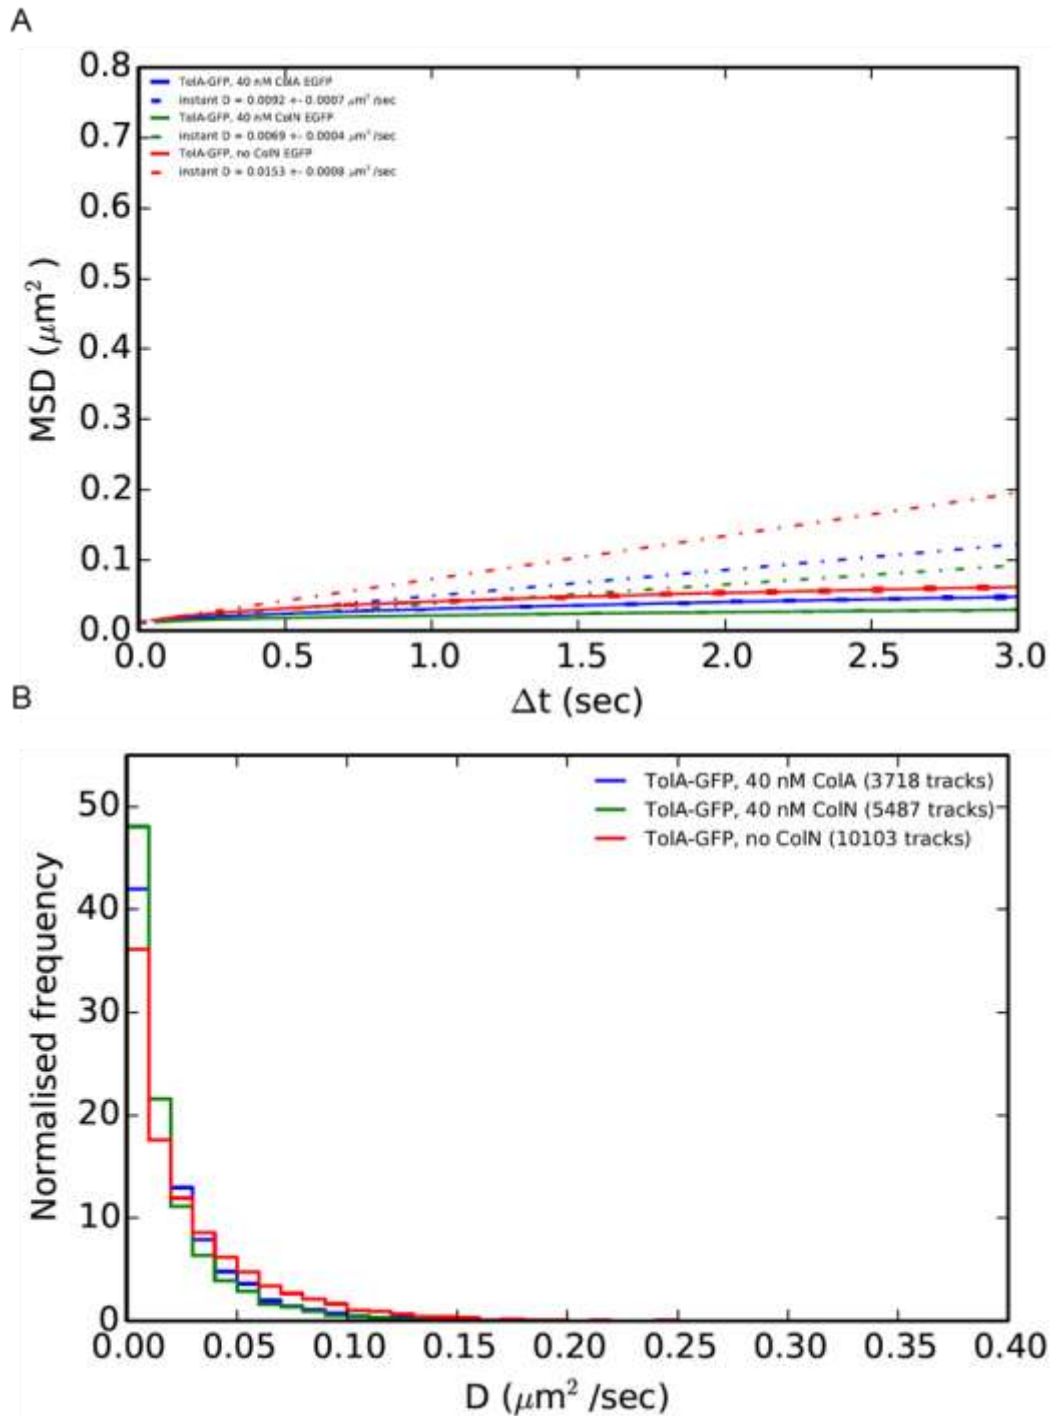 A
0.8
0.7
0.6
0.5
0.4
0.3
0.2
0.1
0.0
MSD (μm²)
TolA-GFP, 40 nM ColA EGFP
instant D = 0.0092 +- 0.0007 μm²/sec
TolA-GFP, 40 nM ColN EGFP
instant D = 0.0069 +- 0.0004 μm²/sec
TolA-GFP, no ColN EGFP
instant D = 0.0153 +- 0.0008 μm²/sec
0.0 0.5 1.0 1.5 2.0 2.5 3.0
Δt (sec)
B
50
40
30
20
10
0
Normalised frequency
TolA-GFP, 40 nM ColA (3718 tracks)
TolA-GFP, 40 nM ColN (5487 tracks)
TolA-GFP, no ColN (10103 tracks)
0.00 0.05 0.10 0.15 0.20 0.25 0.30 0.35 0.40
D (μm² /sec)